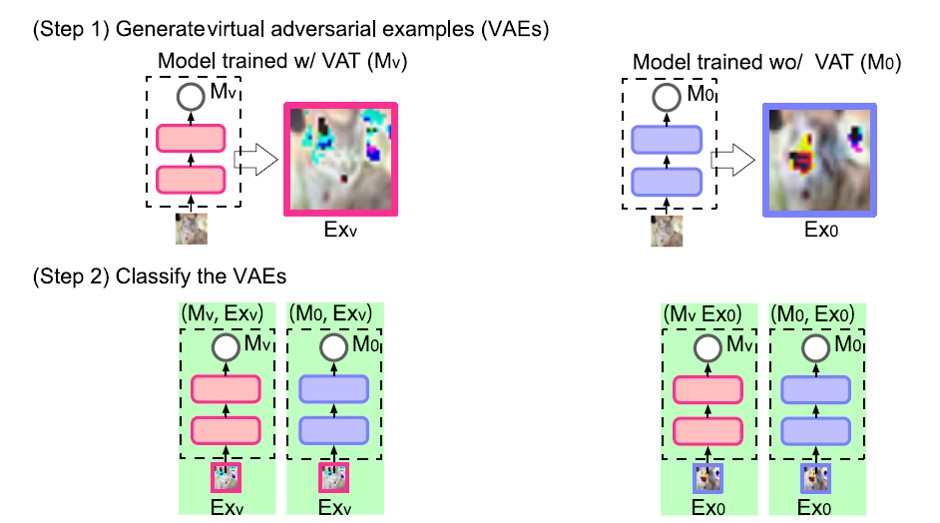 (Step 1) Generate virtual adversarial examples (VAEs)
Model trained w/ VAT (Mv)
Model trained wo/ VAT (M0)
Mv
M0
Exv
Ex0
(Step 2) Classify the VAEs
(Mv, Exv) (M0, Exv)
(Mv Ex0) (M0, Ex0)
Mv
M0
Mv
M0
Exv
Exv
Ex0
Ex0